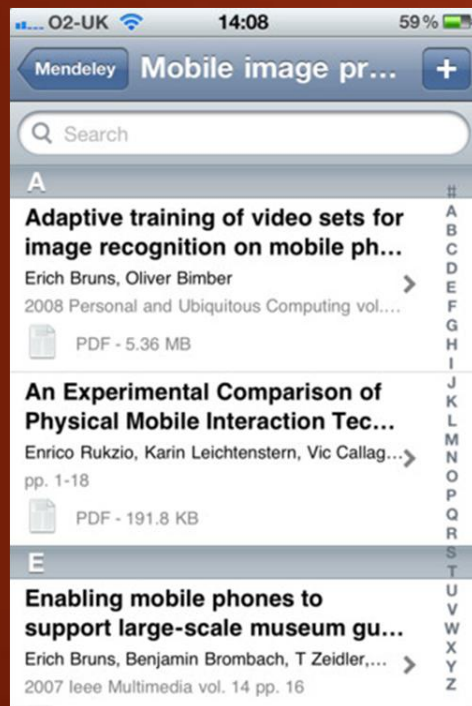 O2-UK 14:08 59%
Mendeley Mobile image pr... +
Search
A
Adaptive training of video sets for
image recognition on mobile ph...
Erich Bruns, Oliver Bimber
2008 Personal and Ubiquitous Computing vol....
PDF - 5.36 MB
An Experimental Comparison of
Physical Mobile Interaction Tec...
Enrico Rukzio, Karin Leichtenstern, Vic Callag...
pp. 1-18
PDF - 191.8 KB
E
Enabling mobile phones to
support large-scale museum gu...
Erich Bruns, Benjamin Brombach, T Zeidler,...
2007 Ieee Multimedia vol. 14 pp. 16
#
A
B
C
D
E
F
G
H
I
J
K
L
M
N
O
P
Q
R
S
T
U
V
W
X
Y
Z